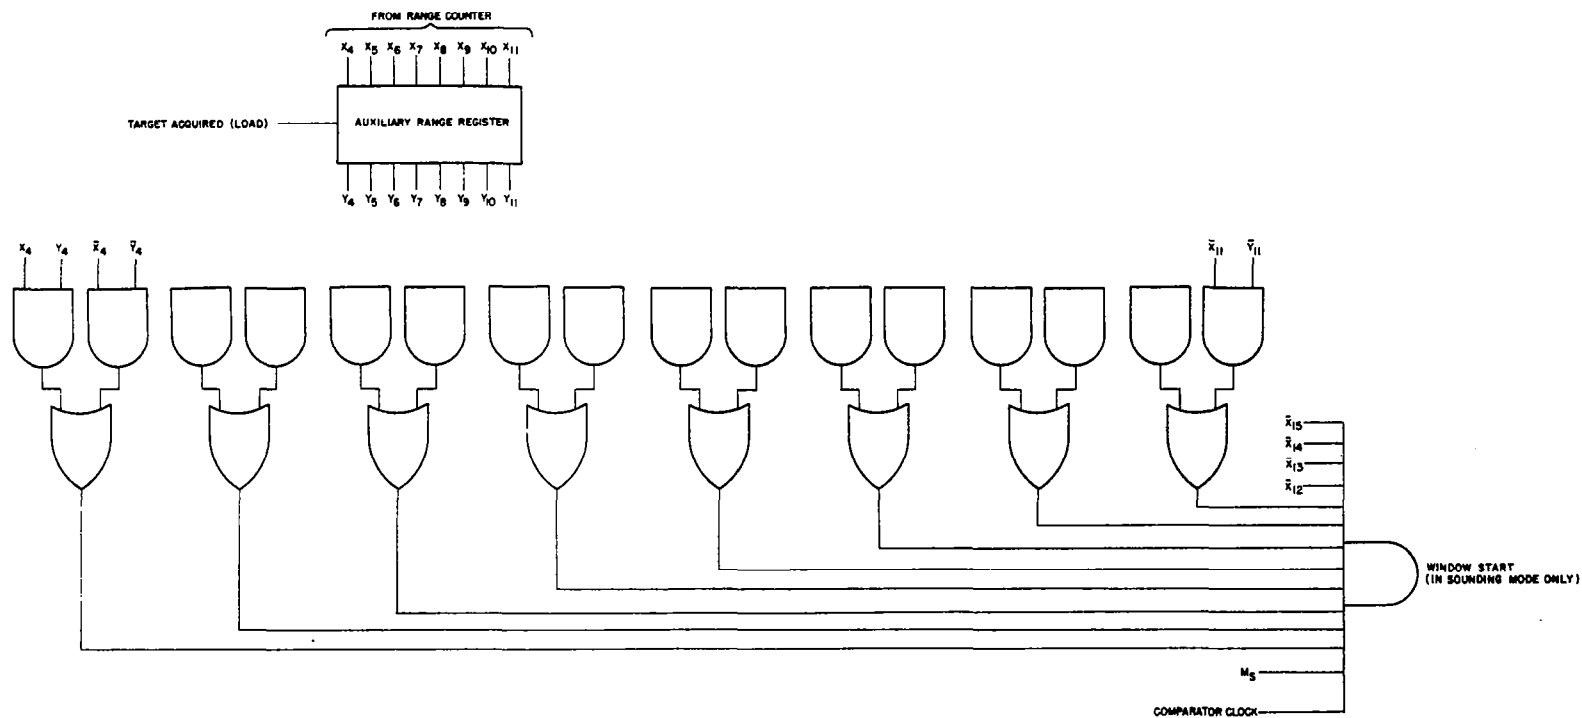 FROM RANGE COUNTER
X4 X5 X6 X7 X8 X9 X10 X11
TARGET ACQUIRED (LOAD)
AUXILIARY RANGE REGISTER
Y4 Y5 Y6 Y7 Y8 Y9 Y10 Y11
X4 Y4 X̄4 Ȳ4 X̄11 Ȳ11
X̄15
X̄14
X̄13
X̄12
WINDOW START
(IN SOUNDING MODE ONLY)
MS
COMPARATOR CLOCK